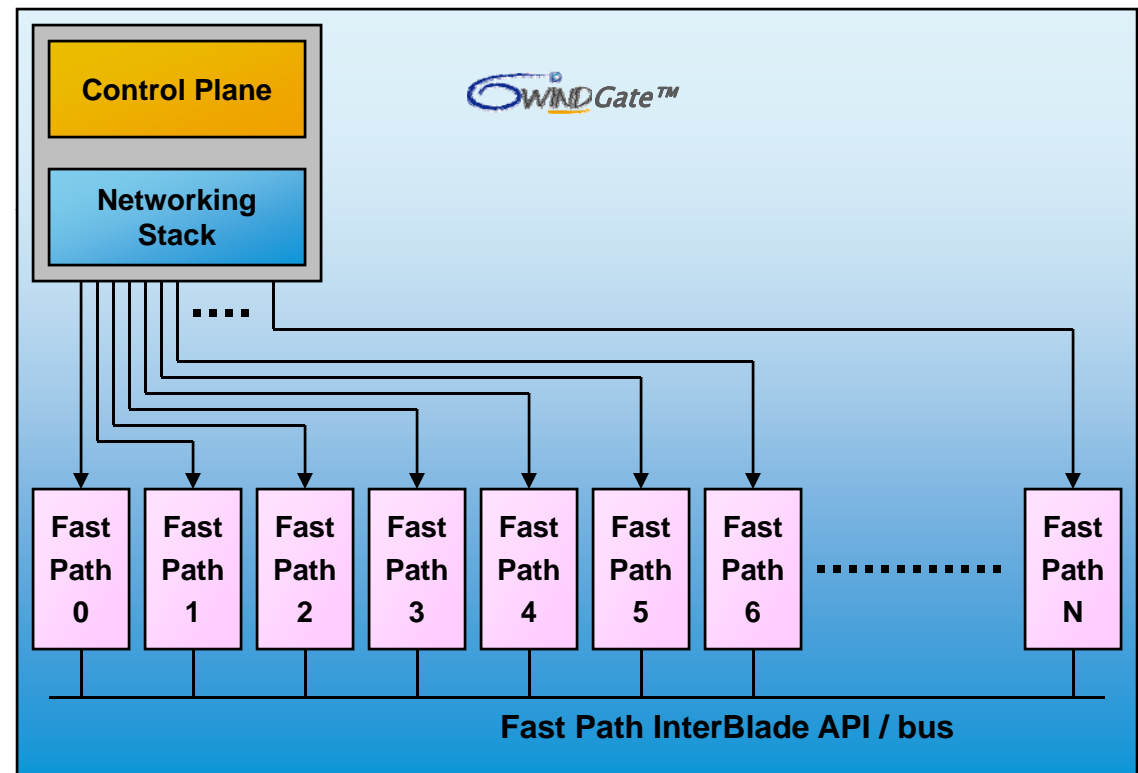 Control Plane
6WINDGate™
Networking
Stack
Fast
Path
0
Fast
Path
1
Fast
Path
2
Fast
Path
3
Fast
Path
4
Fast
Path
5
Fast
Path
6
Fast
Path
N
Fast Path InterBlade API / bus